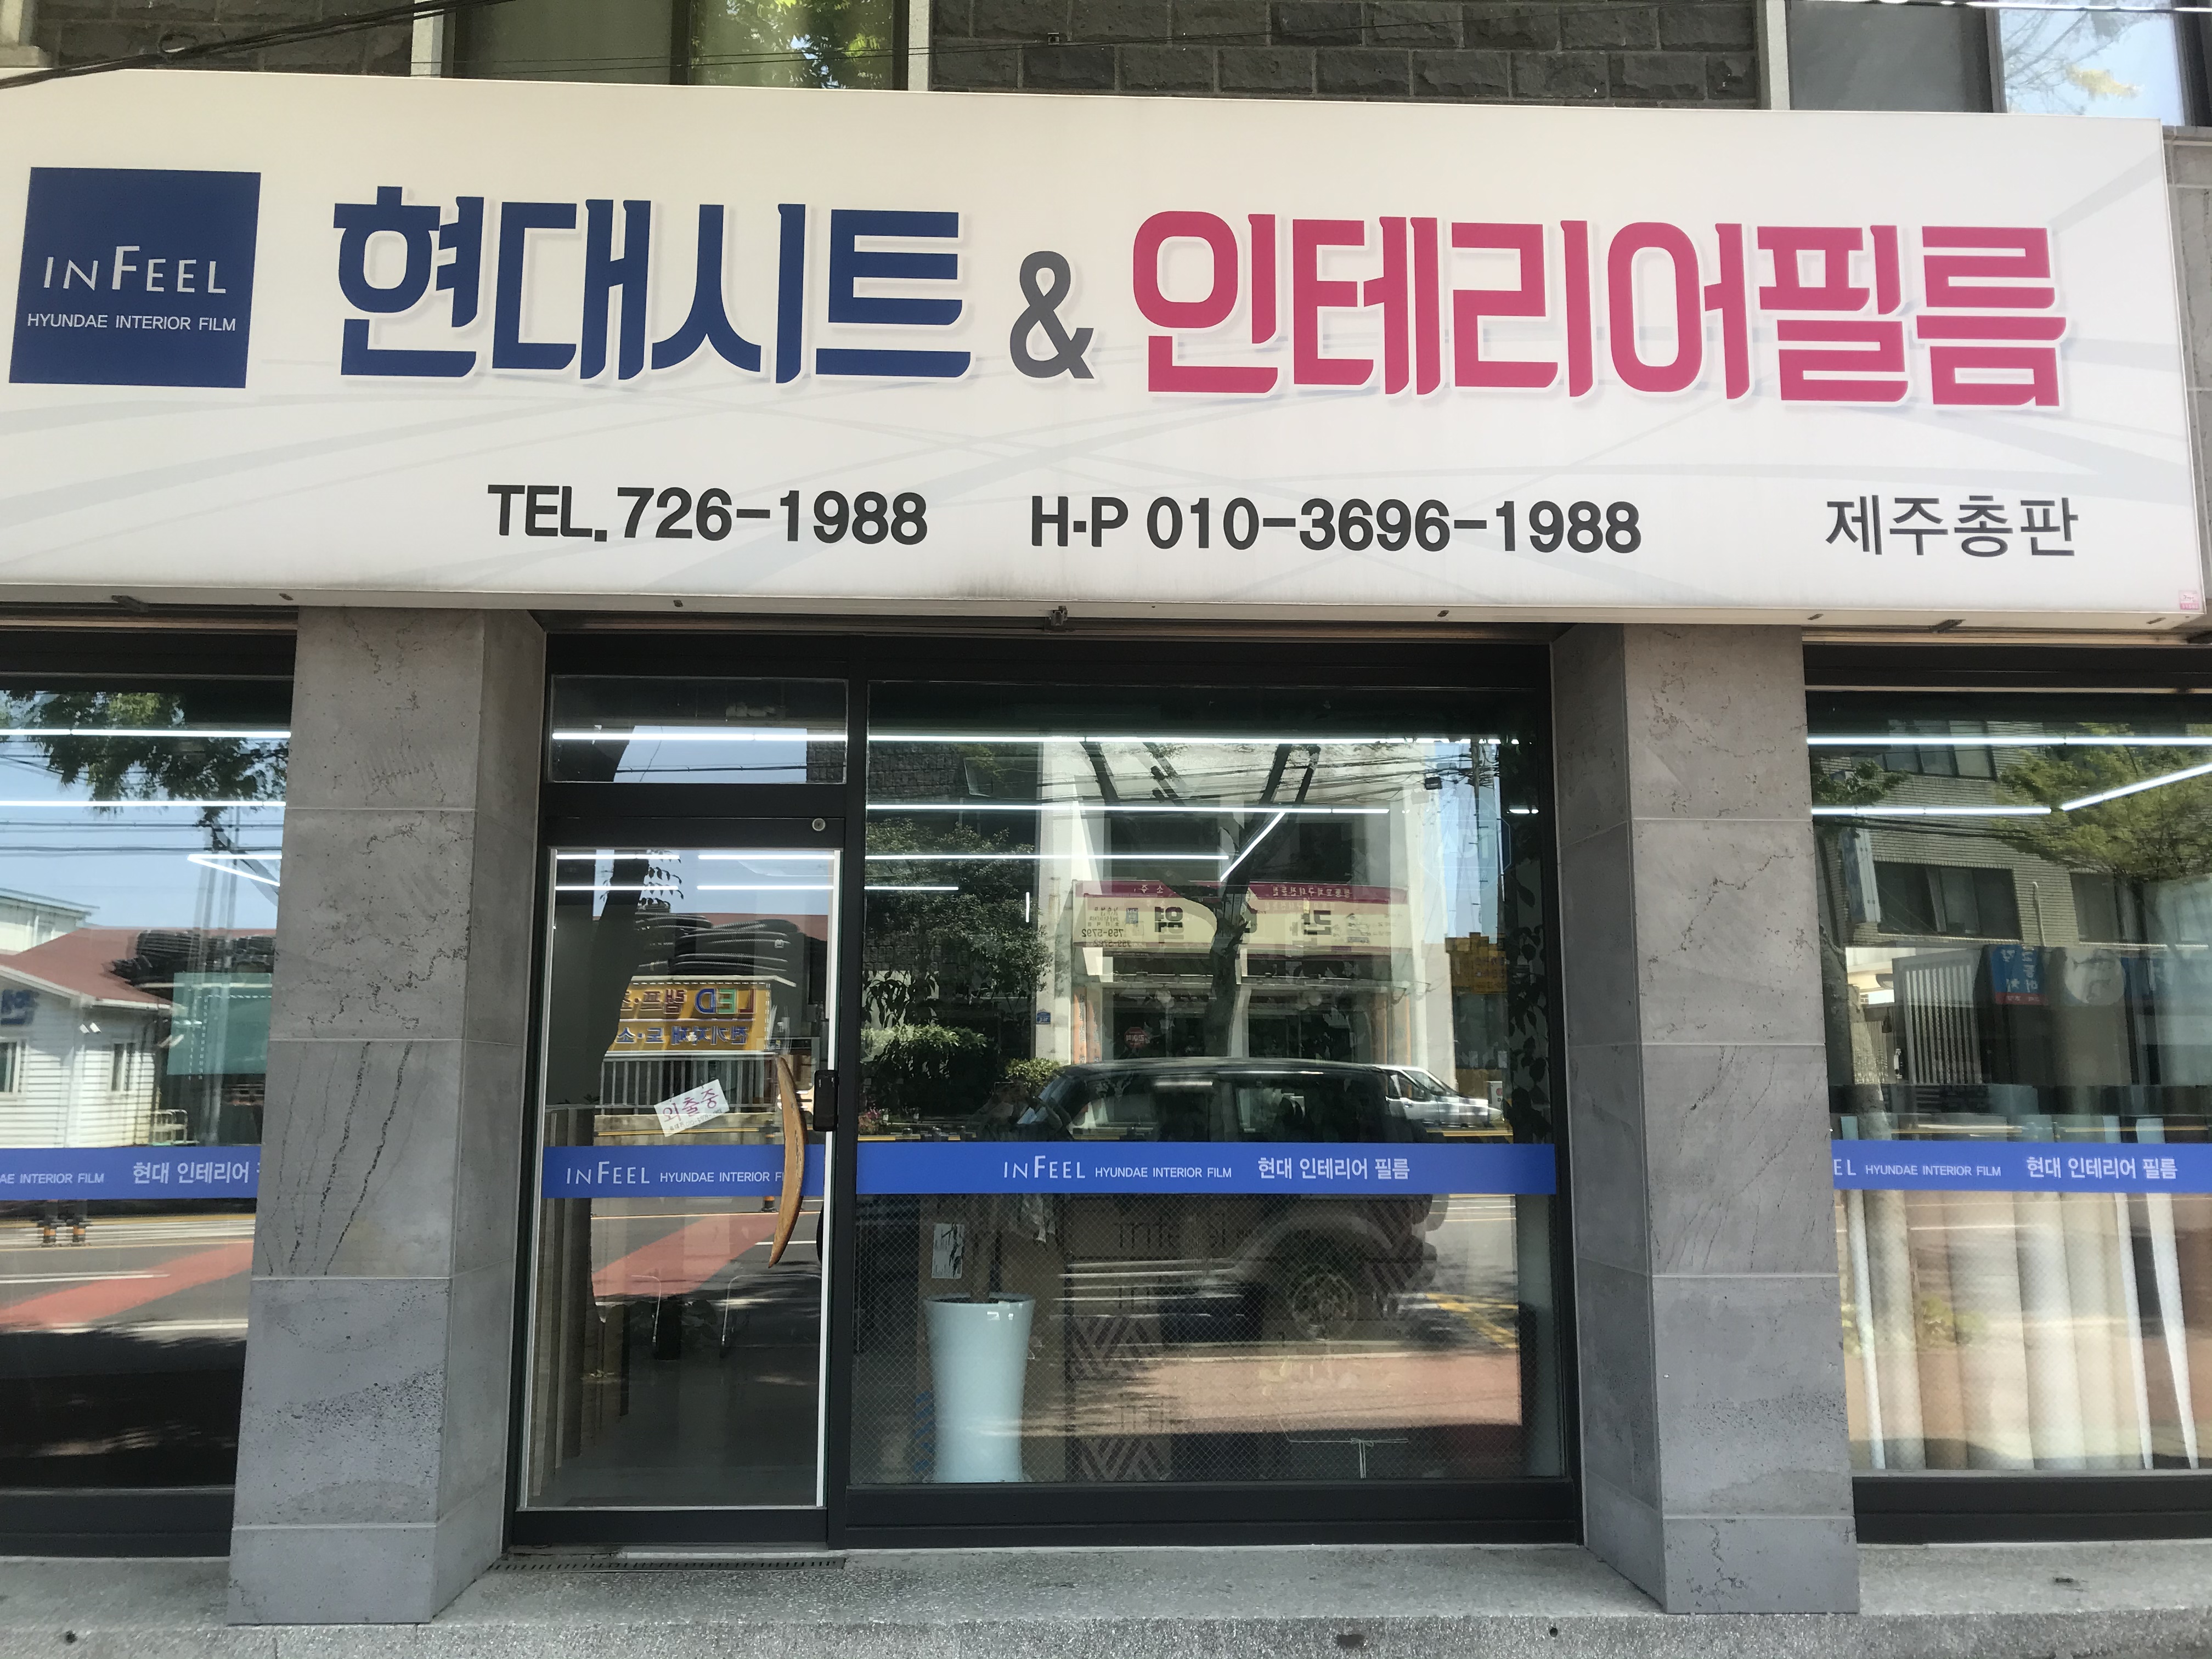 INFEEL
HYUNDAE INTERIOR FILM
현대시트 & 인테리어필름
TEL. 726-1988 H·P 010-3696-1988 제주총판
외출중
INTERIOR FILM 현대 인테리어
INFEEL HYUNDAE INTERIOR
INFEEL HYUNDAE INTERIOR FILM 현대 인테리어 필름
HYUNDAE INTERIOR FILM 현대 인테리어 필름